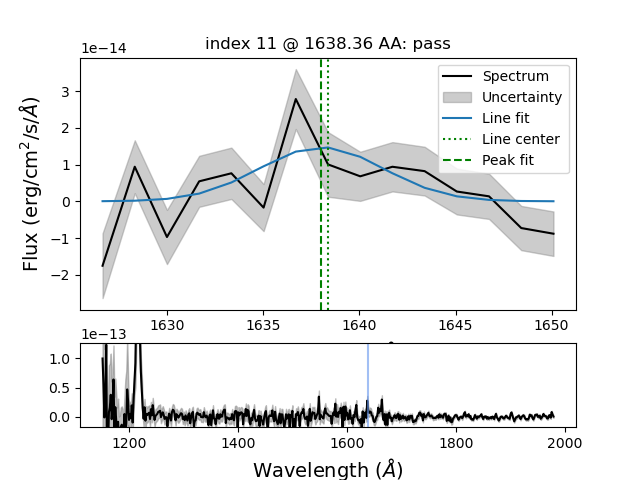 index 11 @ 1638.36 AA: pass
1e−14
Flux (erg/cm²/s/Å)
3
2
1
0
−1
−2
Spectrum
Uncertainty
Line fit
Line center
Peak fit
1630
1635
1640
1645
1650
1e−13
1.0
0.5
0.0
1200
1400
1600
1800
2000
Wavelength (Å)